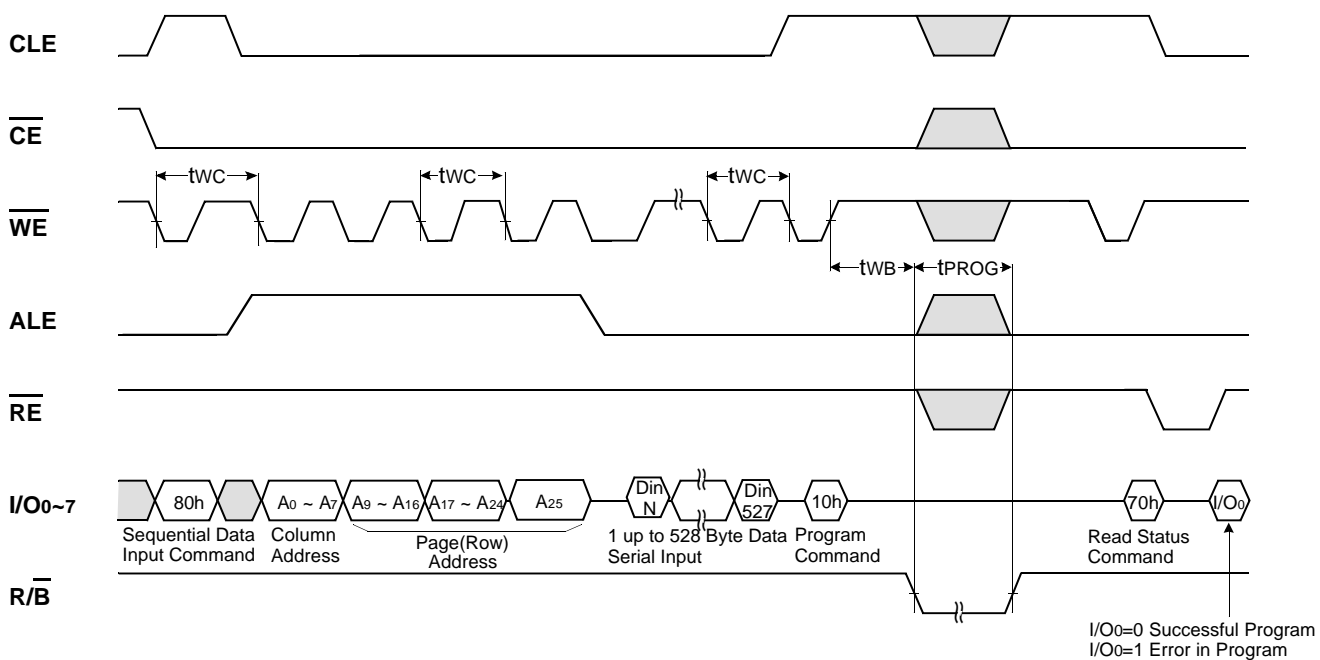 CLE
CE
tWC tWC tWC
WE
tWB tPROG
ALE
RE
I/O0~7 80h A0 ~ A7 A9 ~ A16 A17 ~ A24 A25 Din N Din 527 10h 70h I/O0
Sequential Data Input Command
Column Address
Page(Row) Address
1 up to 528 Byte Data Serial Input
Program Command
Read Status Command
R/B
I/O0=0 Successful Program
I/O0=1 Error in Program